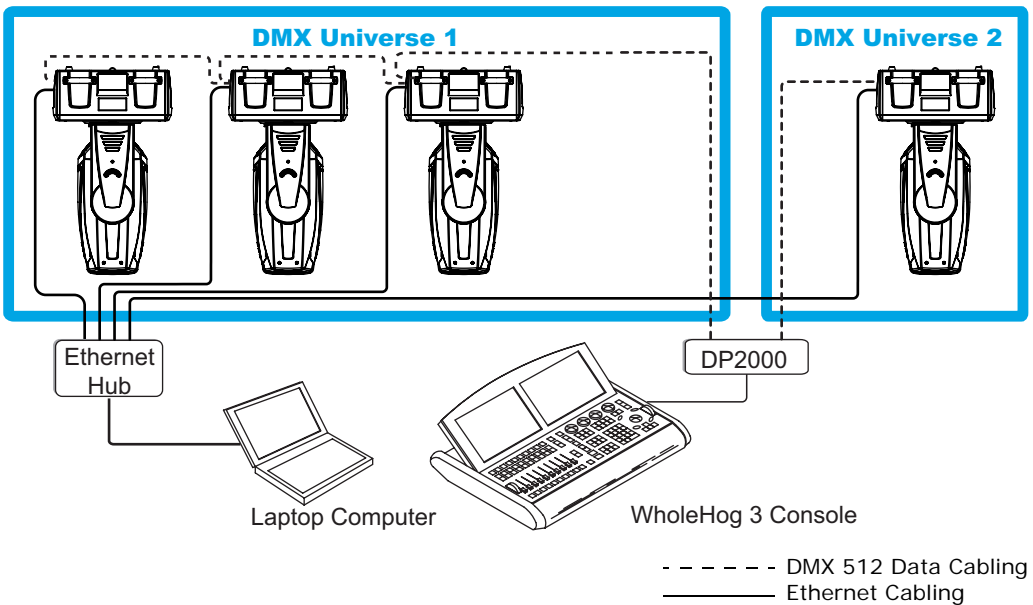 DMX Universe 1
DMX Universe 2
Ethernet
Hub
DP2000
Laptop Computer
WholeHog 3 Console
DMX 512 Data Cabling
Ethernet Cabling